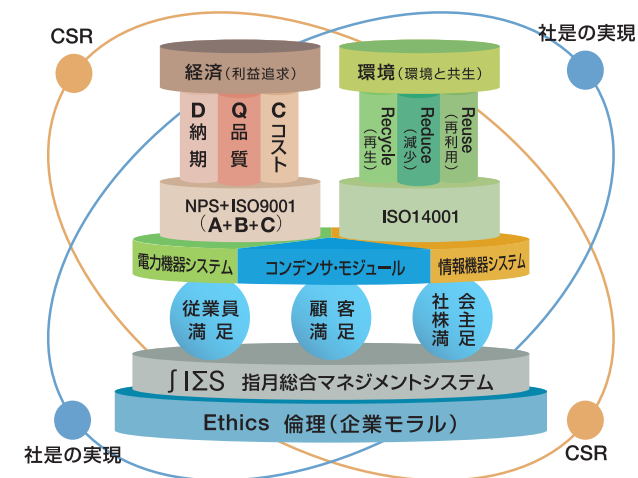 CSR
社是の実現
経済(利益追求)
環境(環境と共生)
D納期
Q品質
Cコスト
Recycle(再生)
Reduce(減少)
Reuse(再利用)
NPS+ISO9001
(A+B+C)
ISO14001
電力機器システム
コンデンサ・モジュール
情報機器システム
従業員
満足
顧客
満足
社会
株主
満足
∫IΣS 指月総合マネジメントシステム
Ethics 倫理(企業モラル)
社是の実現
CSR